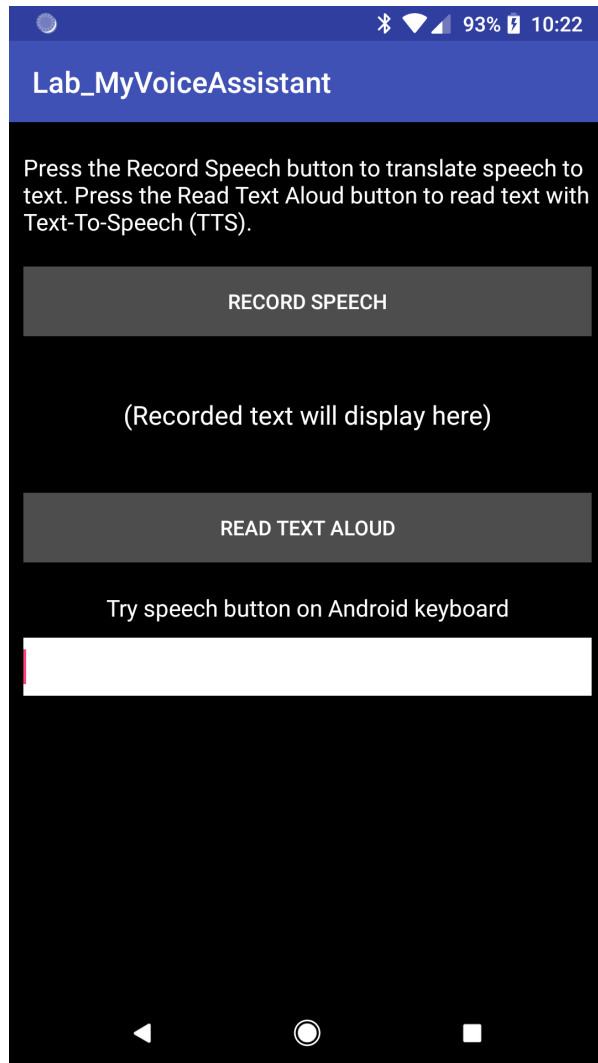 93% 10:22
Lab_MyVoiceAssistant
Press the Record Speech button to translate speech to
text. Press the Read Text Aloud button to read text with
Text-To-Speech (TTS).
RECORD SPEECH
(Recorded text will display here)
READ TEXT ALOUD
Try speech button on Android keyboard